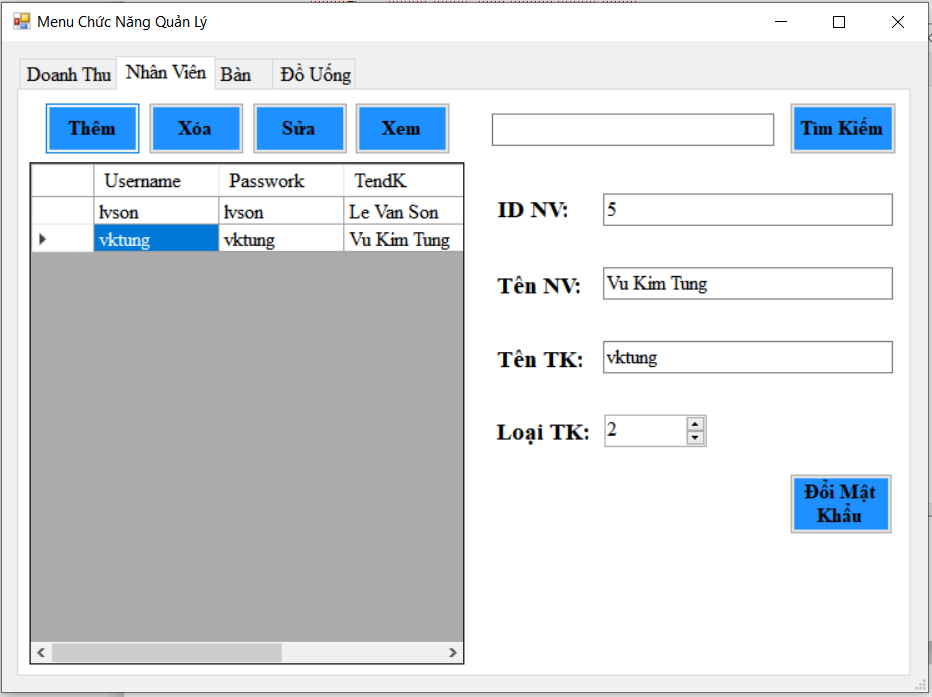 Menu Chức Năng Quản Lý
Doanh Thu Nhân Viên Bàn Đồ Uống
Thêm Xóa Sửa Xem Tìm Kiếm
Username Passwork TendK
lvson lvson Le Van Son
vktung vktung Vu Kim Tung
ID NV: 5
Tên NV: Vu Kim Tung
Tên TK: vktung
Loại TK: 2
Đổi Mật
Khẩu